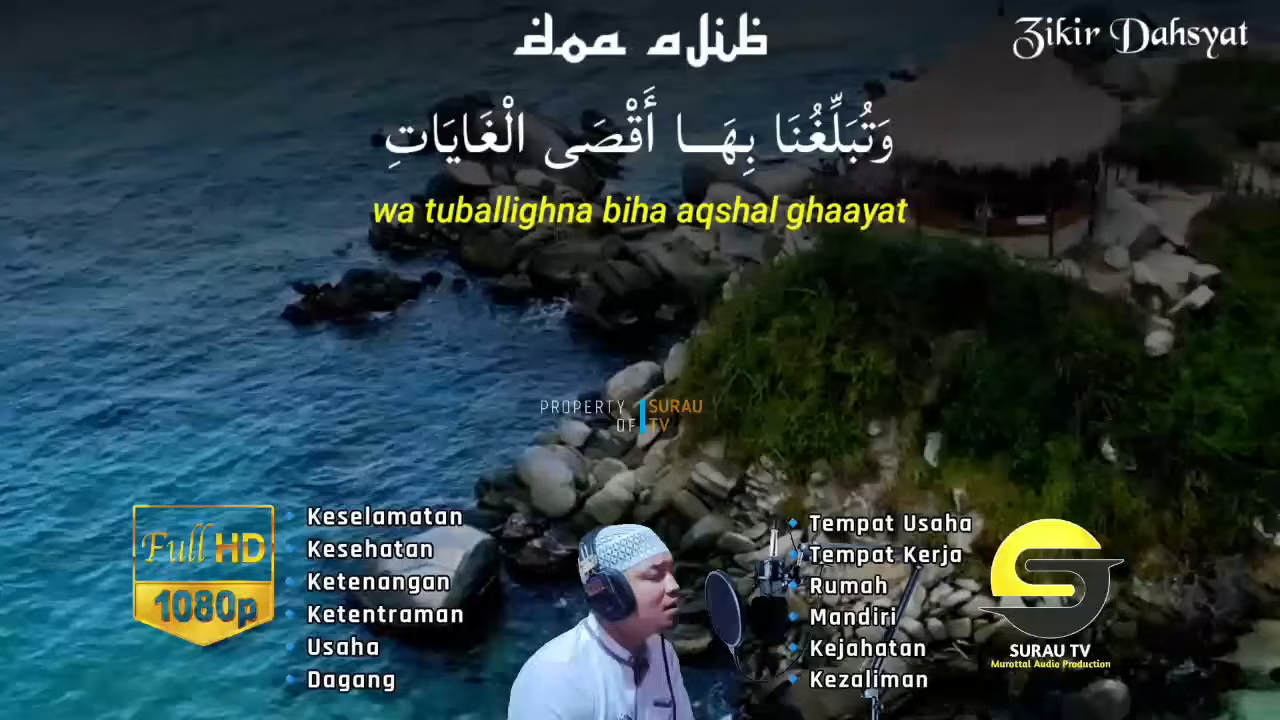 doa ajib
Zikir Dahsyat
وَتُبَلِّغُنَا بِهَـــا أَقْصَى الْغَايَاتِ
wa tuballighna biha aqshal ghaayat
PROPERTY OF SURAU TV
Full HD
1080p
Keselamatan
Kesehatan
Ketenangan
Ketentraman
Usaha
Dagang
Tempat Usaha
Tempat Kerja
Rumah
Mandiri
Kejahatan
Kezaliman
SURAU TV
Murottal Audio Production